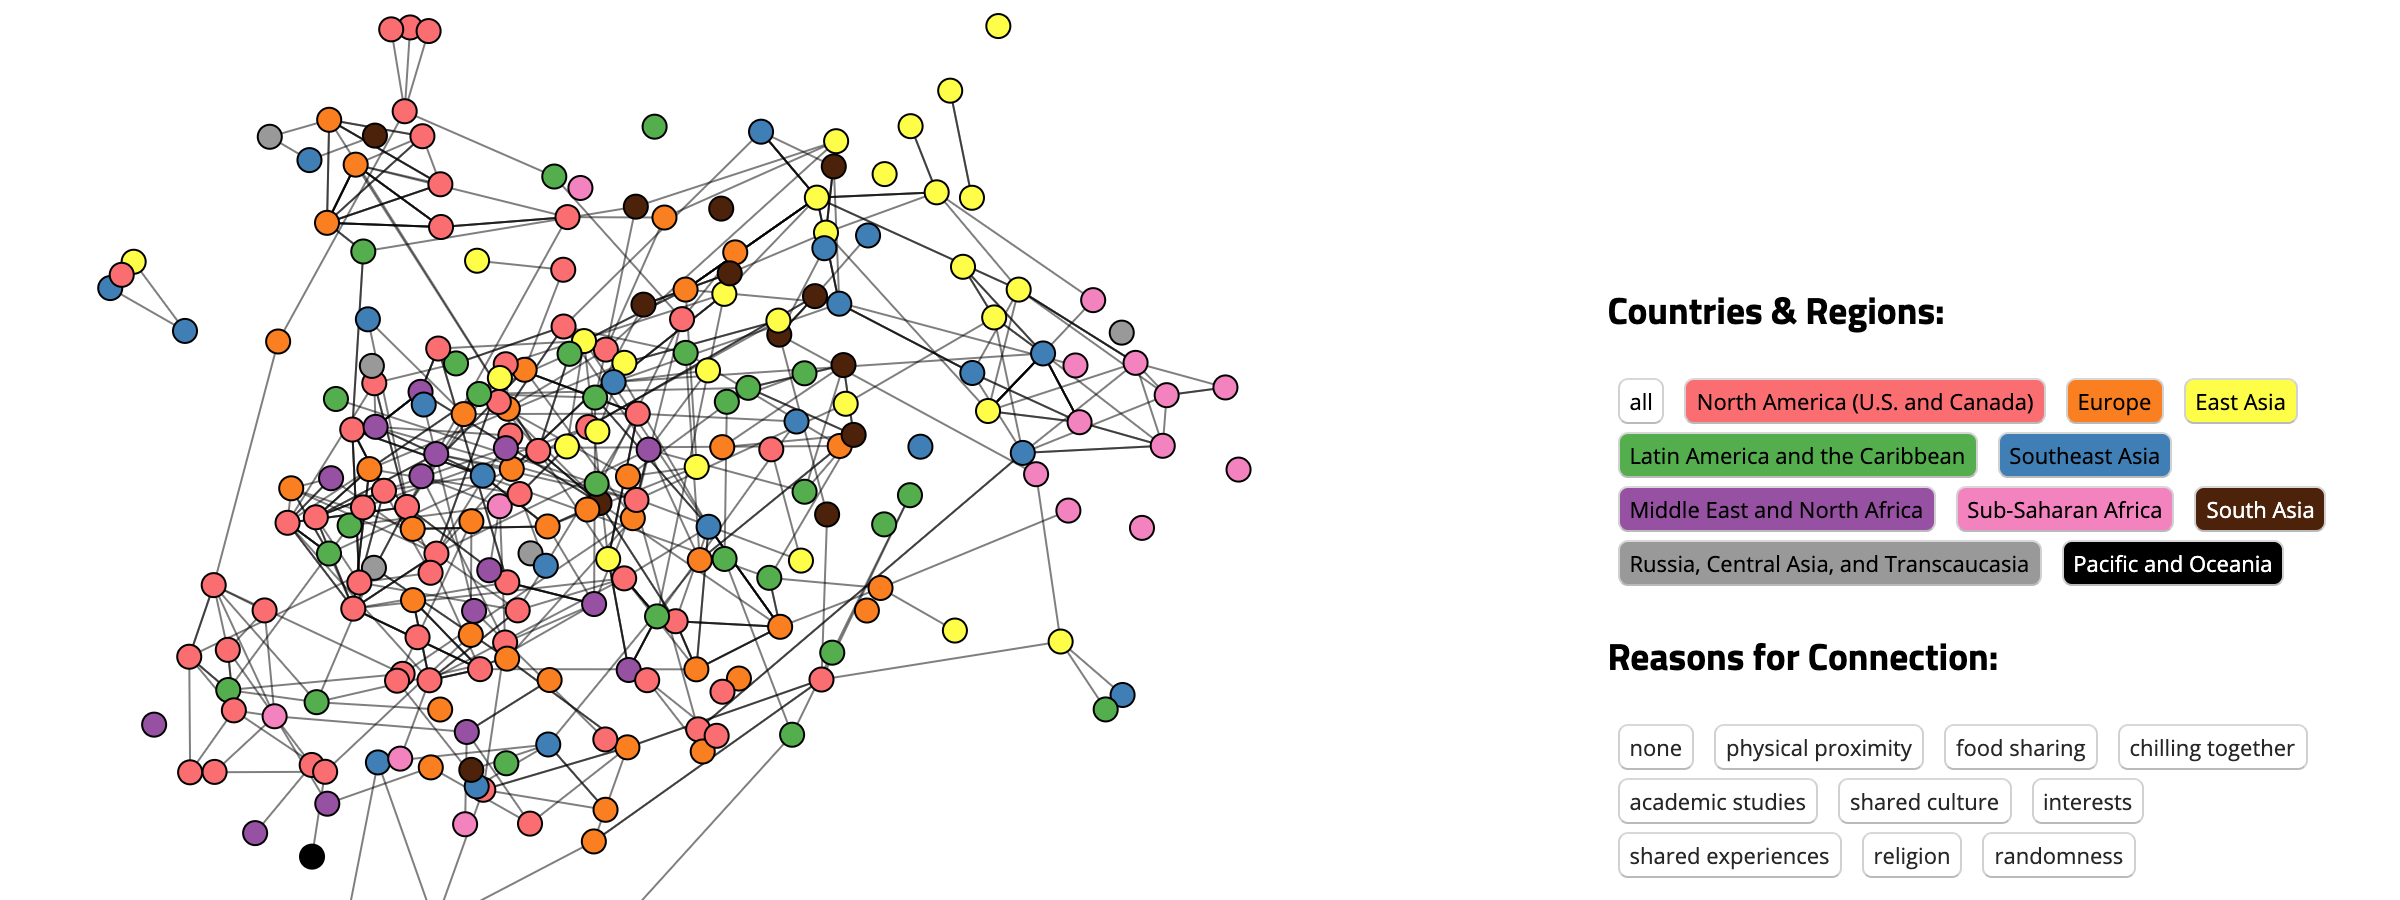 Countries & Regions:
all North America (U.S. and Canada) Europe East Asia
Latin America and the Caribbean Southeast Asia
Middle East and North Africa Sub-Saharan Africa South Asia
Russia, Central Asia, and Transcaucasia Pacific and Oceania
Reasons for Connection:
none physical proximity food sharing chilling together
academic studies shared culture interests
shared experiences religion randomness